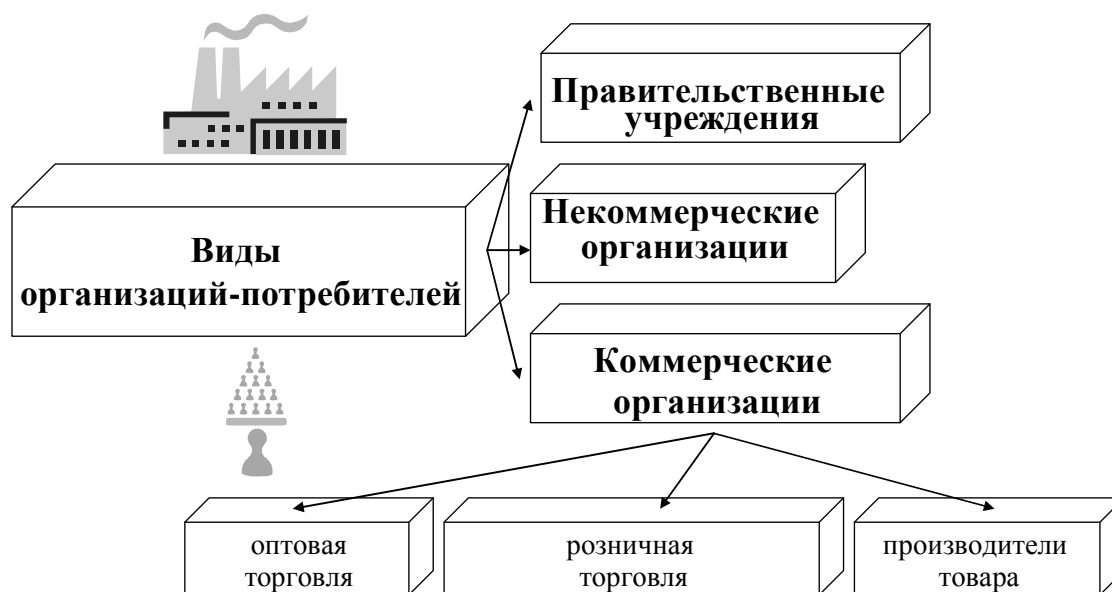 Правительственные
учреждения
Некоммерческие
организации
Виды
организаций-потребителей
Коммерческие
организации
оптовая
торговля
розничная
торговля
производители
товара